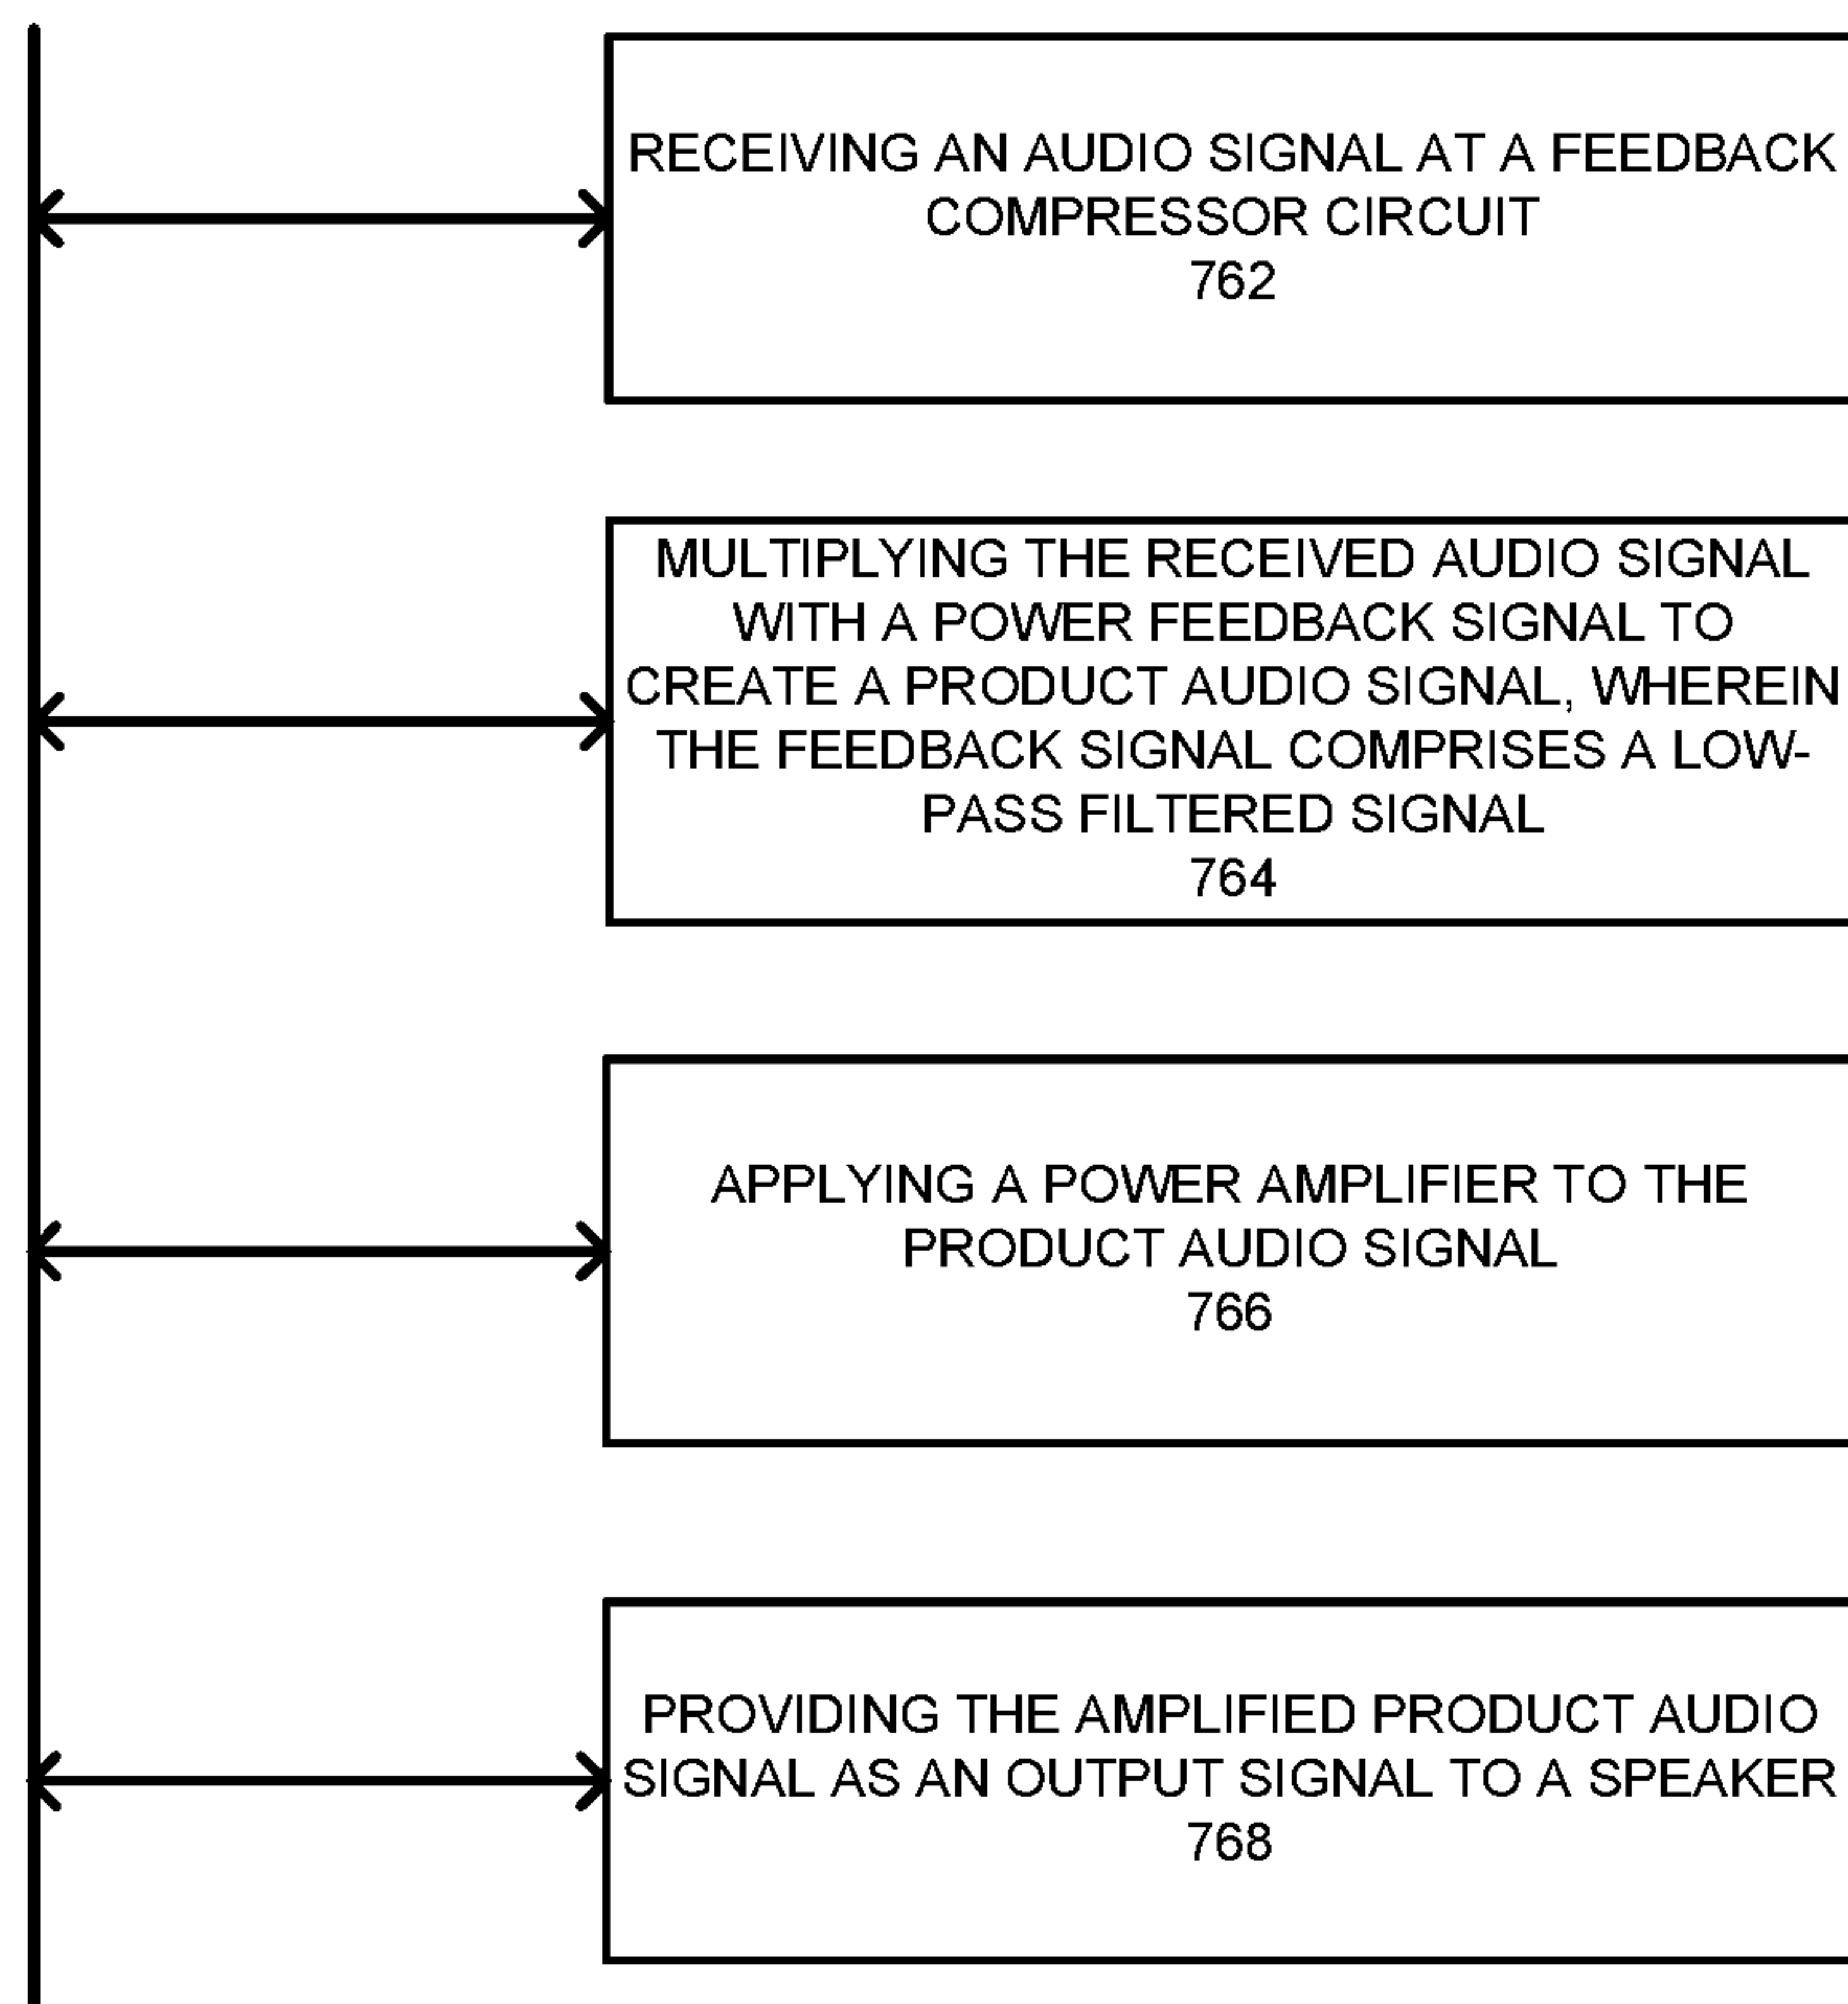 RECEIVING AN AUDIO SIGNAL AT A FEEDBACK
COMPRESSOR CIRCUIT
762
MULTIPLYING THE RECEIVED AUDIO SIGNAL
WITH A POWER FEEDBACK SIGNAL TO
CREATE A PRODUCT AUDIO SIGNAL, WHEREIN
THE FEEDBACK SIGNAL COMPRISES A LOW-
PASS FILTERED SIGNAL
764
APPLYING A POWER AMPLIFIER TO THE
PRODUCT AUDIO SIGNAL
766
PROVIDING THE AMPLIFIED PRODUCT AUDIO
SIGNAL AS AN OUTPUT SIGNAL TO A SPEAKER
768